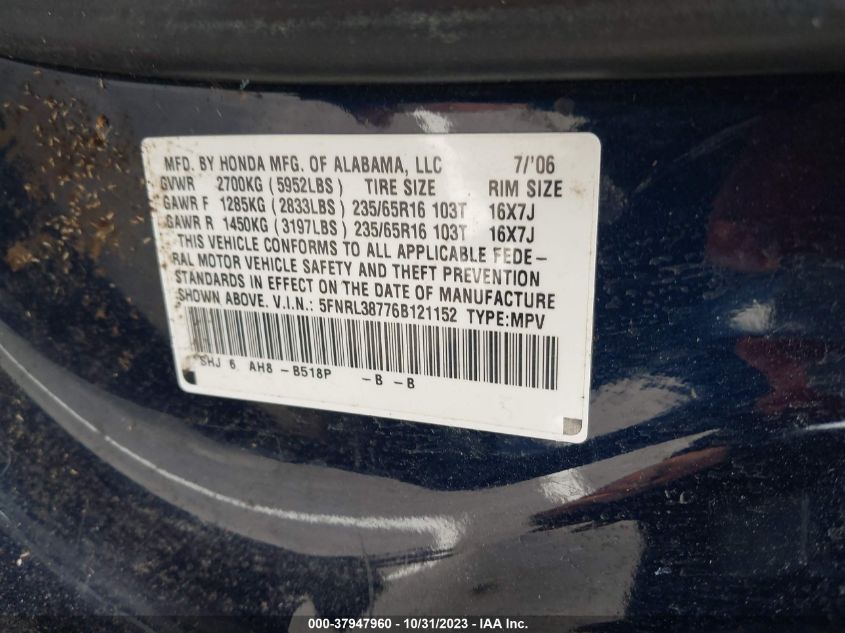 MFD. BY HONDA MFG. OF ALABAMA, LLC 7/'06
GVWR 2700KG (5952LBS) TIRE SIZE RIM SIZE
GAWR F 1285KG (2833LBS) 235/65R16 103T 16X7J
GAWR R 1450KG (3197LBS) 235/65R16 103T 16X7J
THIS VEHICLE CONFORMS TO ALL APPLICABLE FEDE-
RAL MOTOR VEHICLE SAFETY AND THEFT PREVENTION
STANDARDS IN EFFECT ON THE DATE OF MANUFACTURE
SHOWN ABOVE. V.I.N.: 5FNRL38776B121152 TYPE:MPV
SHJ 6 AH8 - B518P - B - B
000-37947960 - 10/31/2023 - IAA Inc.